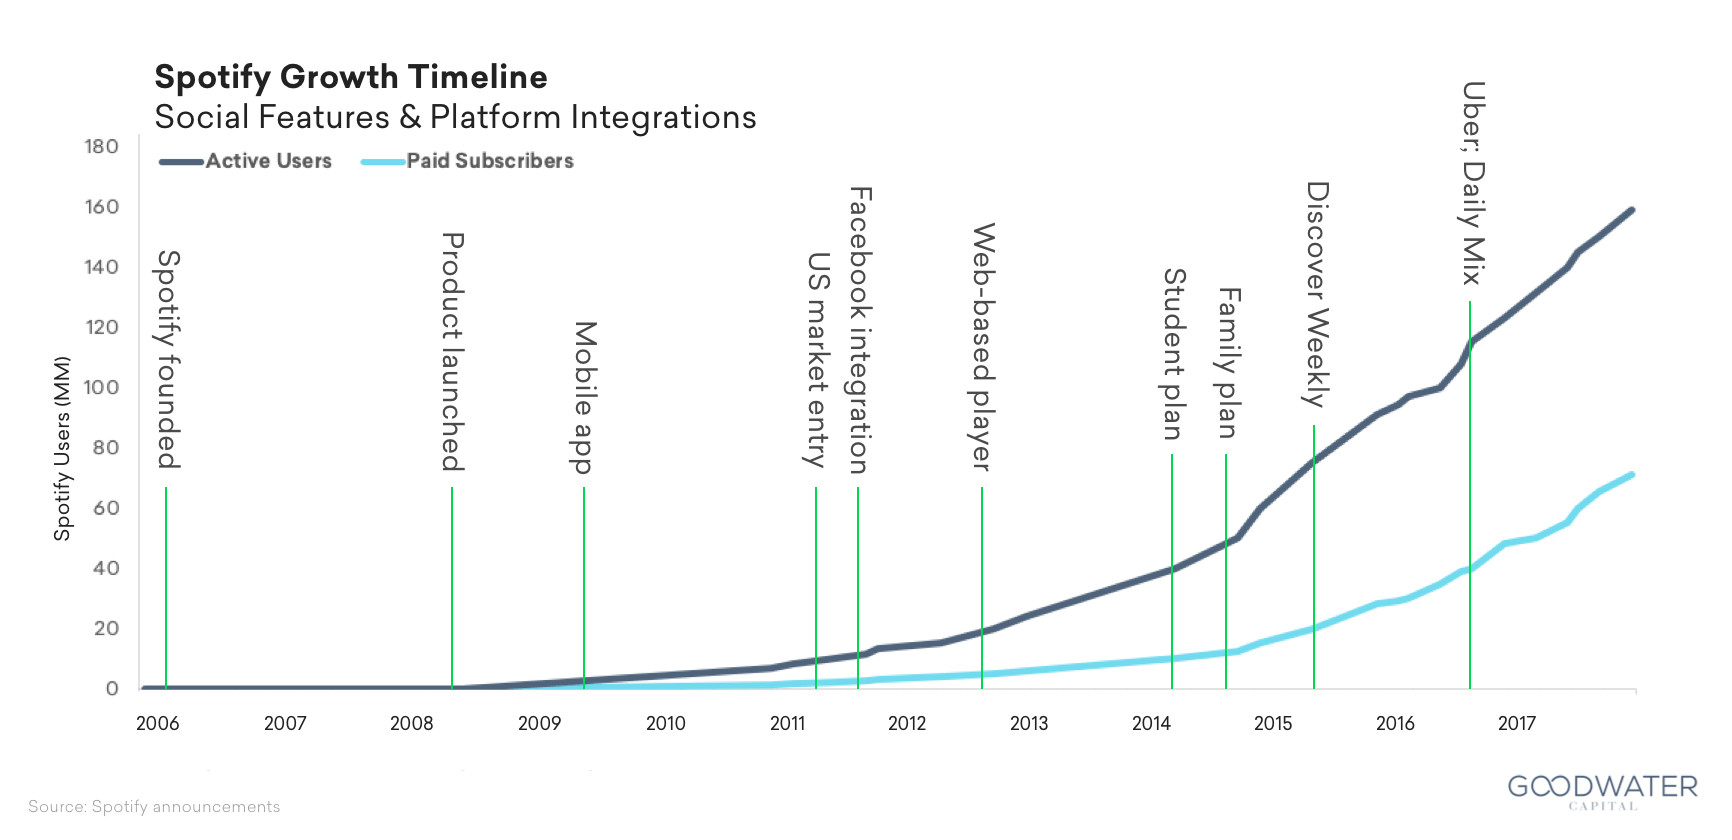 Spotify Growth Timeline
Social Features & Platform Integrations
Active Users
Paid Subscribers
Spotify Users (MM)
180
160
140
120
100
80
60
40
20
0
Spotify founded
Product launched
Mobile app
US market entry
Facebook integration
Web-based player
Student plan
Family plan
Discover Weekly
Uber; Daily Mix
2006
2007
2008
2009
2010
2011
2012
2013
2014
2015
2016
2017
Source: Spotify announcements
GOODWATER
CAPITAL